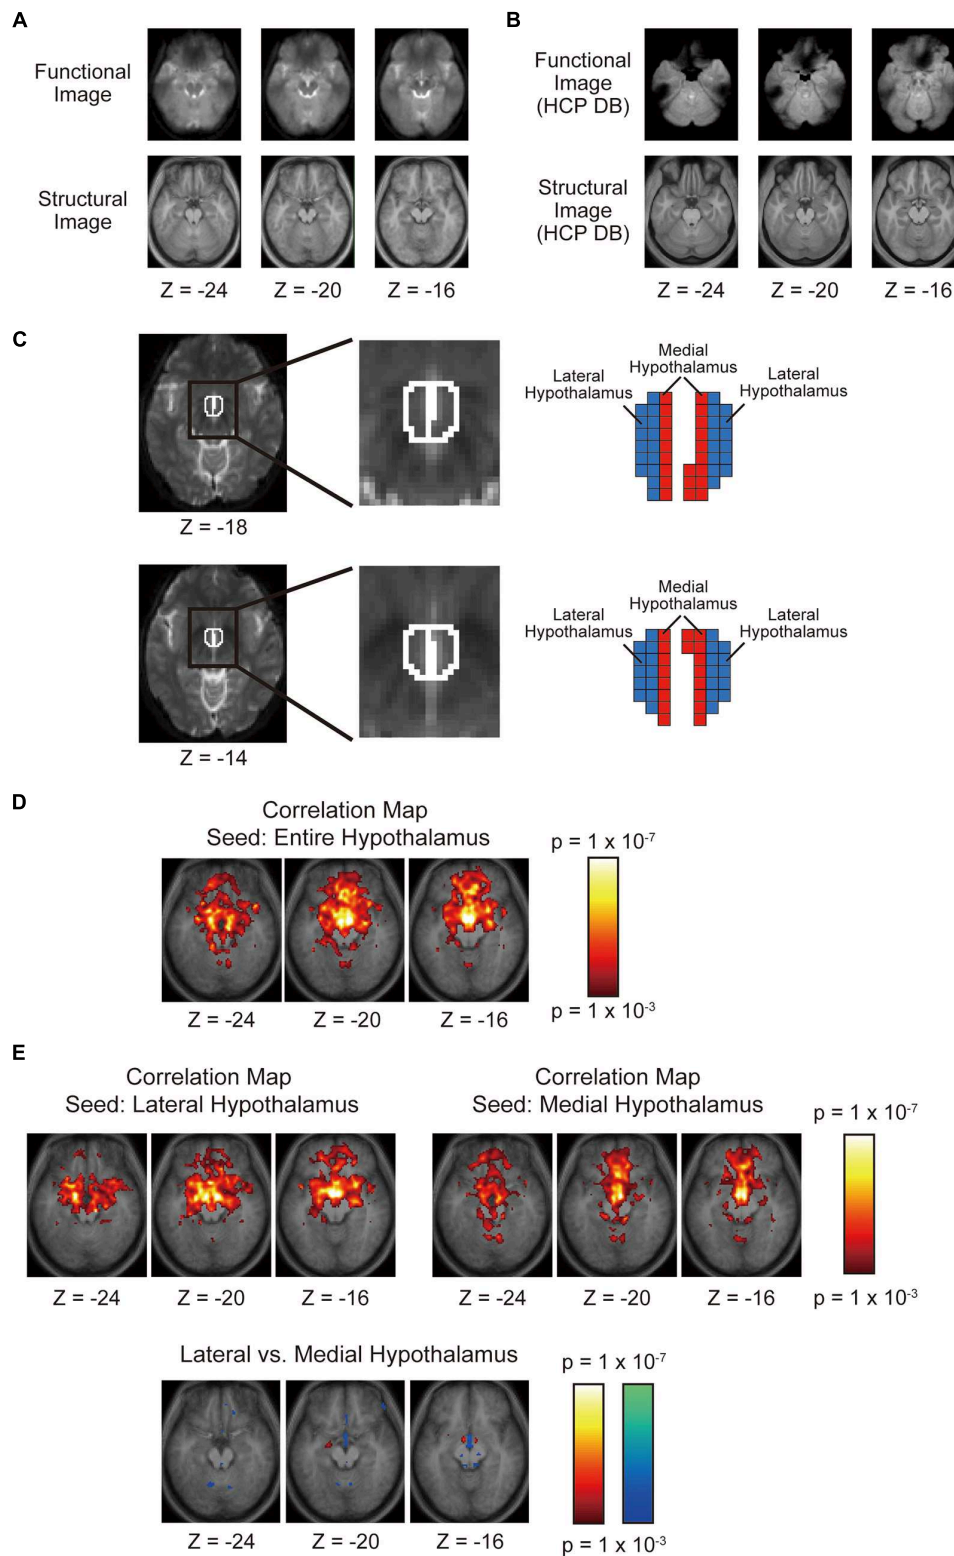 A
Functional
Image
Structural
Image
Z = -24
Z = -20
Z = -16
B
Functional
Image
(HCP DB)
Structural
Image
(HCP DB)
Z = -24
Z = -20
Z = -16
C
Z = -18
Lateral
Hypothalamus
Medial
Hypothalamus
Lateral
Hypothalamus
Z = -14
Lateral
Hypothalamus
Medial
Hypothalamus
Lateral
Hypothalamus
D
Correlation Map
Seed: Entire Hypothalamus
Z = -24
Z = -20
Z = -16
p = 1 x 10-7
p = 1 x 10-3
E
Correlation Map
Seed: Lateral Hypothalamus
Z = -24
Z = -20
Z = -16
Correlation Map
Seed: Medial Hypothalamus
Z = -24
Z = -20
Z = -16
p = 1 x 10-7
p = 1 x 10-3
Lateral vs. Medial Hypothalamus
Z = -24
Z = -20
Z = -16
p = 1 x 10-7
p = 1 x 10-3